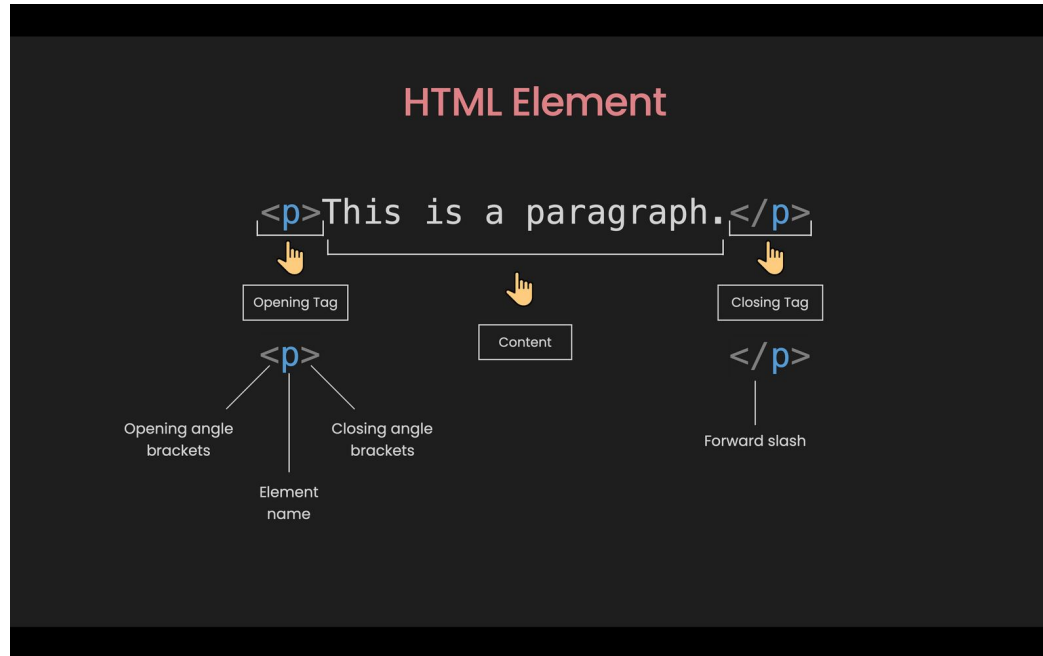 HTML Element
<p>This is a paragraph.</p>
Opening Tag
Content
Closing Tag
<p>
</p>
Opening angle
brackets
Closing angle
brackets
Element
name
Forward slash